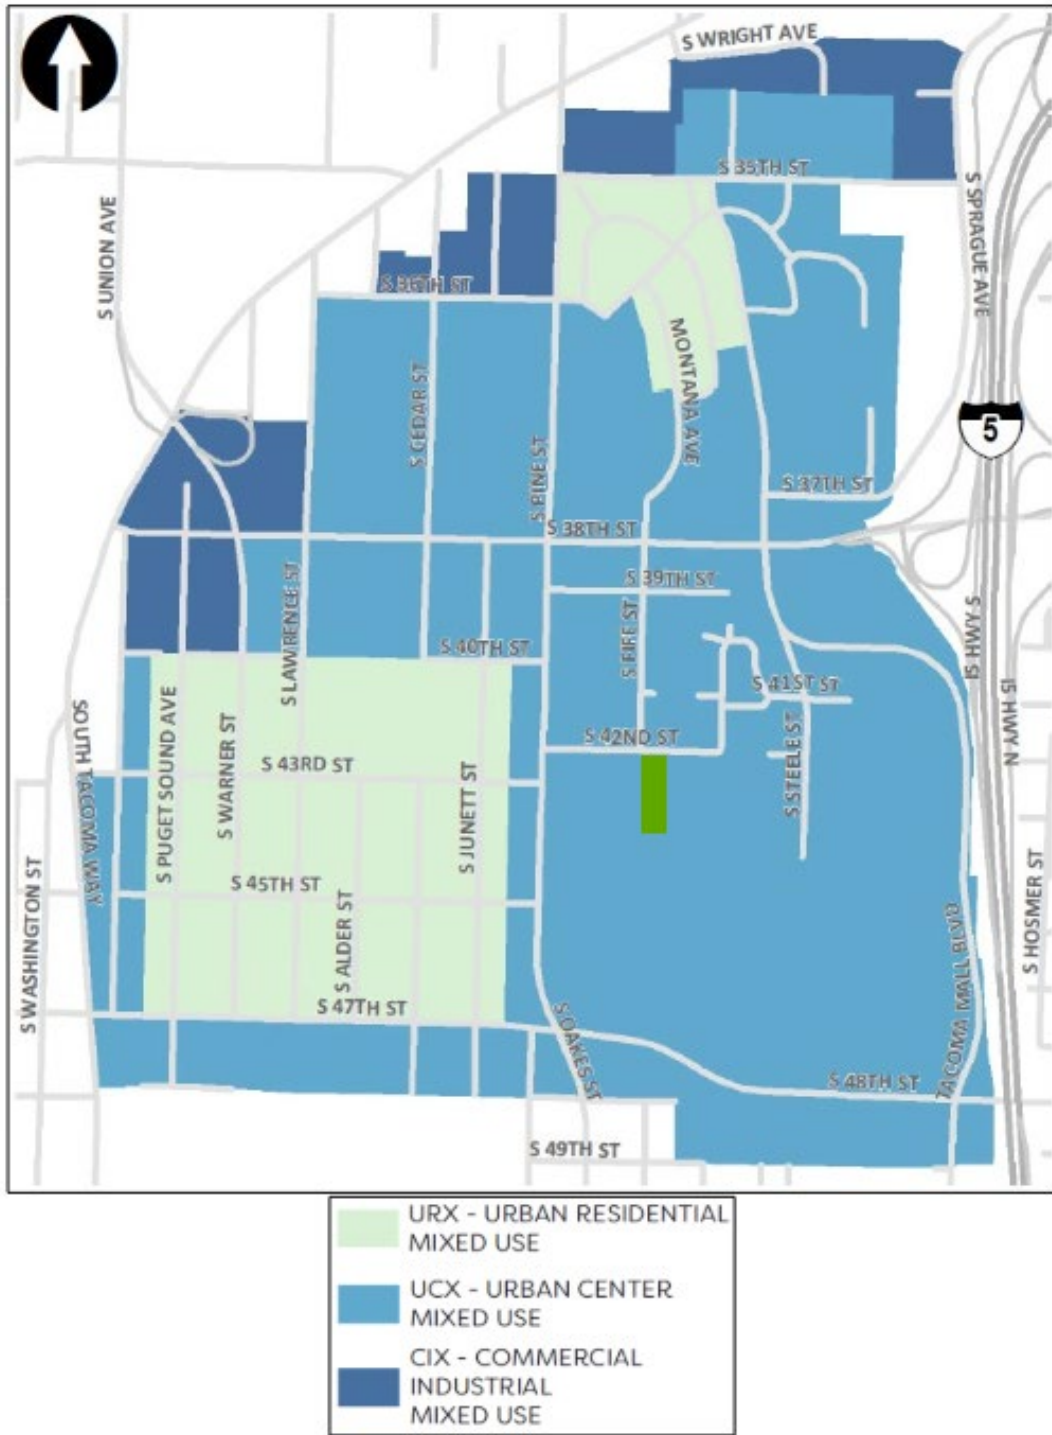 S WRIGHT AVE
S 35TH ST
S SPRAGUE AVE
S UNION AVE
S 36TH ST
MONTANA AVE
S CEDAR ST
5
S PINE ST
S 37TH ST
S 38TH ST
S 39TH ST
S LAWRENCE ST
S FIFE ST
S 40TH ST
IS HWY S
IS HWY N
S 41ST ST
S 42ND ST
S STEELE ST
SOUTH TACOMA WAY
S PUGET SOUND AVE
S WARNER ST
S 43RD ST
S JUNETT ST
S WASHINGTON ST
S 45TH ST
S ALDER ST
S HOSMER ST
TACOMA MALL BLVD
S 47TH ST
S OAKES ST
S 48TH ST
S 49TH ST
URX - URBAN RESIDENTIAL
MIXED USE
UCX - URBAN CENTER
MIXED USE
CIX - COMMERCIAL
INDUSTRIAL
MIXED USE